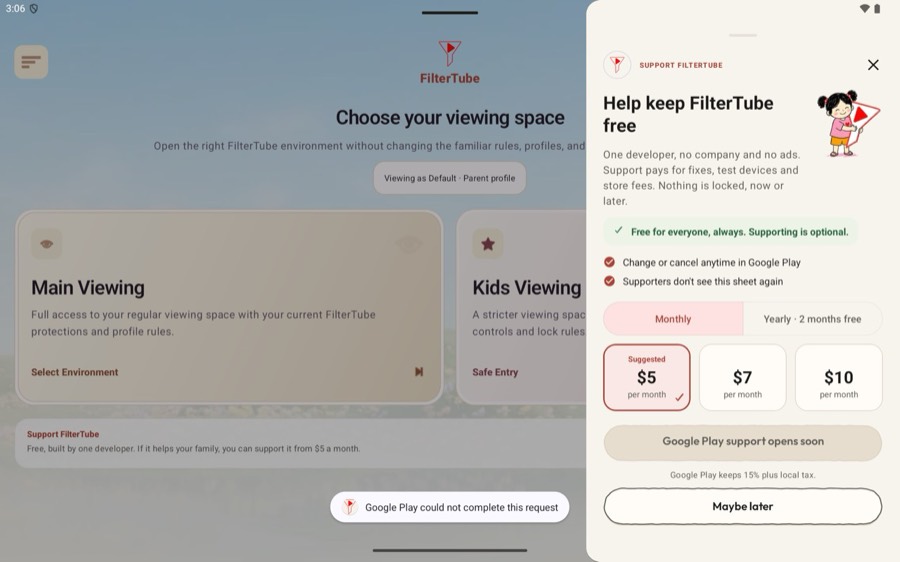 3:06
FilterTube
Choose your viewing space
Open the right FilterTube environment without changing the familiar rules, profiles, and
Viewing as Default · Parent profile
Main Viewing
Full access to your regular viewing space with your current FilterTube
protections and profile rules.
Select Environment
Kids Viewing
A stricter viewing spac
controls and lock rules
Safe Entry
Support FilterTube
Free, built by one developer. If it helps your family, you can support it from $5 a month.
Google Play could not complete this request
SUPPORT FILTERTUBE
Help keep FilterTube
free
One developer, no company and no ads.
Support pays for fixes, test devices and
store fees. Nothing is locked, now or
later.
Free for everyone, always. Supporting is optional.
Change or cancel anytime in Google Play
Supporters don't see this sheet again
Monthly
Yearly · 2 months free
Suggested
$5
per month
$7
per month
$10
per month
Google Play support opens soon
Google Play keeps 15% plus local tax.
Maybe later